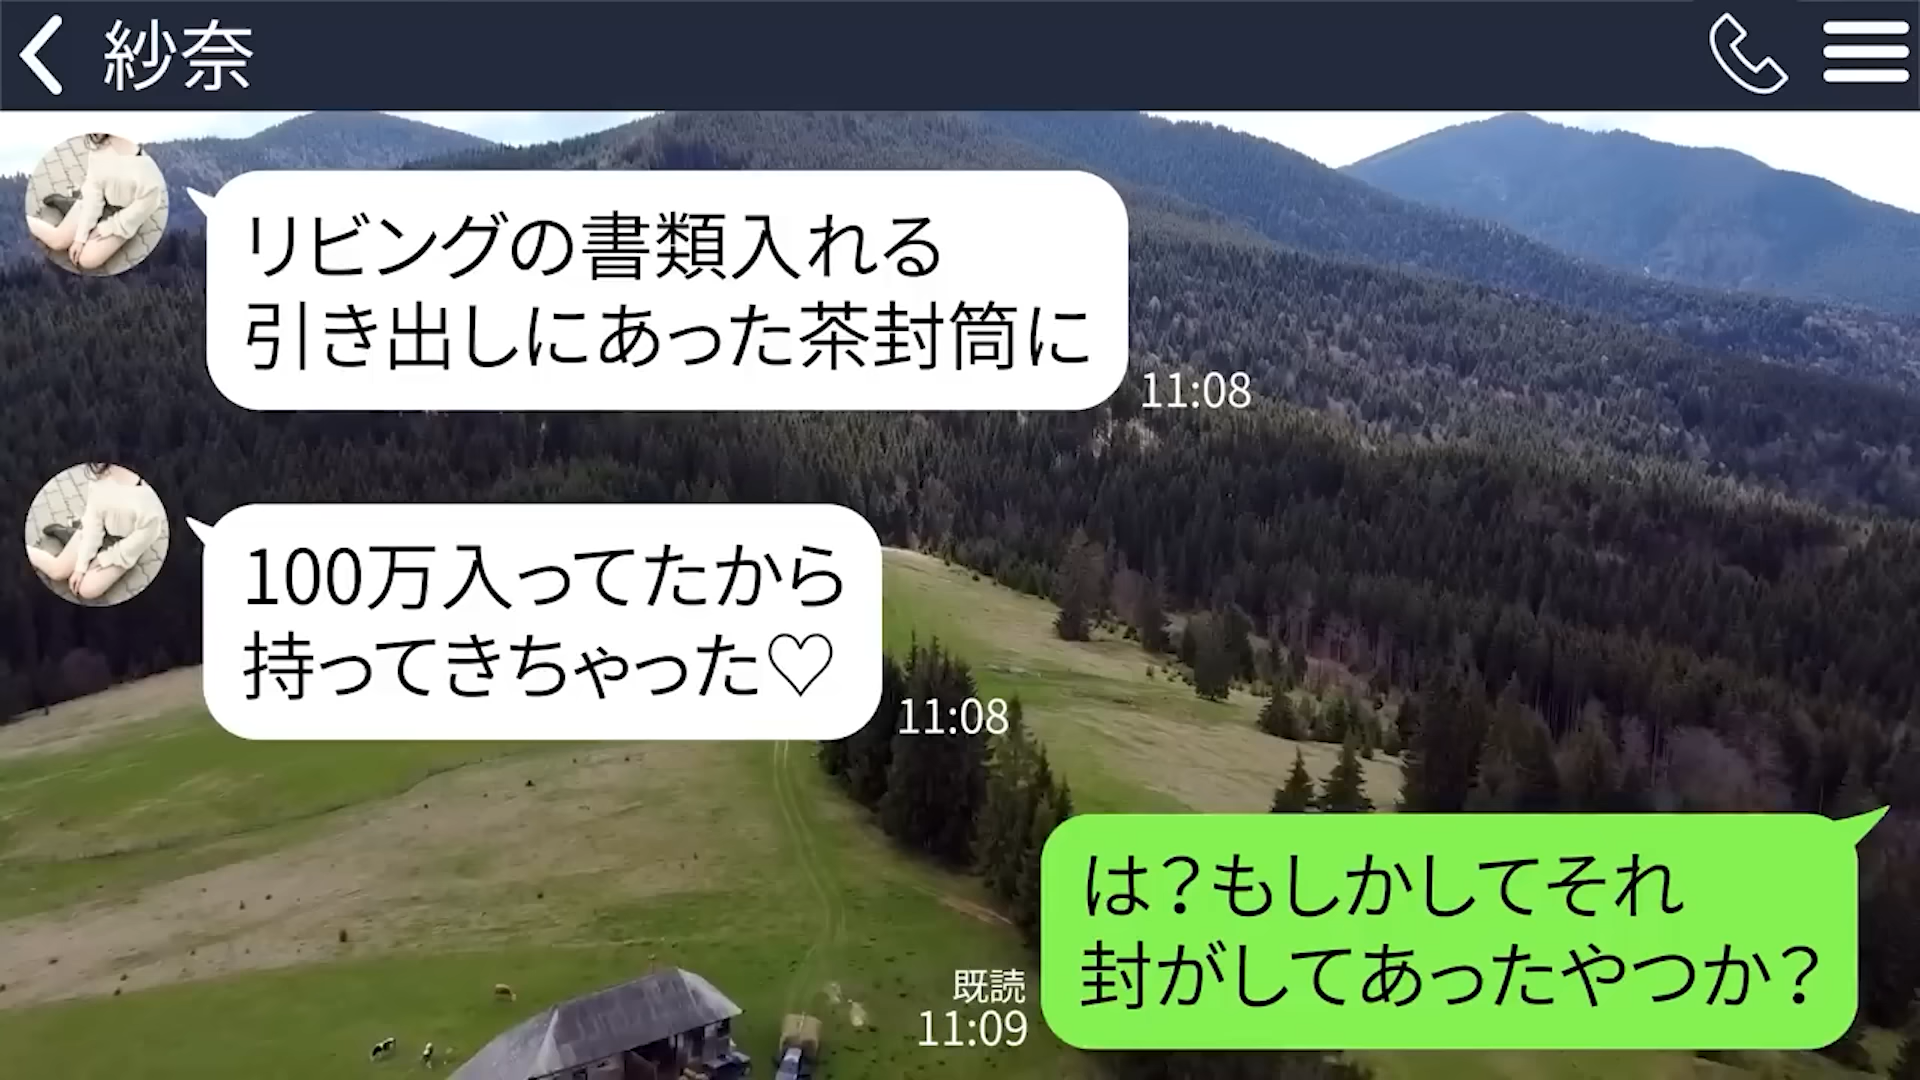 紗奈
リビングの書類入れる
引き出しにあった茶封筒に
11:08
100万入ってたから
持ってきちゃった♡
11:08
は？もしかしてそれ
封がしてあったやつか？
既読
11:09